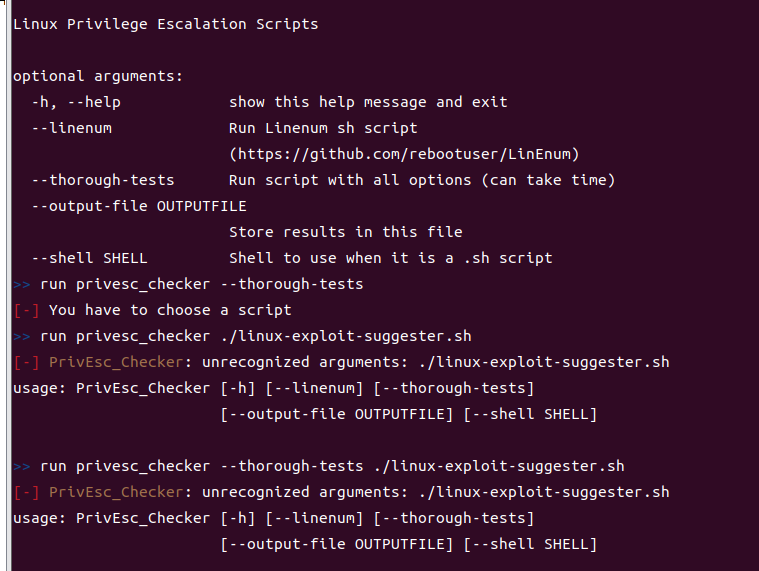 Linux Privilege Escalation Scripts
optional arguments:
-h, --help show this help message and exit
--linenum Run Linenum sh script
(https://github.com/rebootuser/LinEnum)
--thorough-tests Run script with all options (can take time)
--output-file OUTPUTFILE
Store results in this file
--shell SHELL Shell to use when it is a .sh script
>> run privesc_checker --thorough-tests
[-] You have to choose a script
>> run privesc_checker ./linux-exploit-suggester.sh
[-] PrivEsc_Checker: unrecognized arguments: ./linux-exploit-suggester.sh
usage: PrivEsc_Checker [-h] [--linenum] [--thorough-tests]
[--output-file OUTPUTFILE] [--shell SHELL]
>> run privesc_checker --thorough-tests ./linux-exploit-suggester.sh
[-] PrivEsc_Checker: unrecognized arguments: ./linux-exploit-suggester.sh
usage: PrivEsc_Checker [-h] [--linenum] [--thorough-tests]
[--output-file OUTPUTFILE] [--shell SHELL]